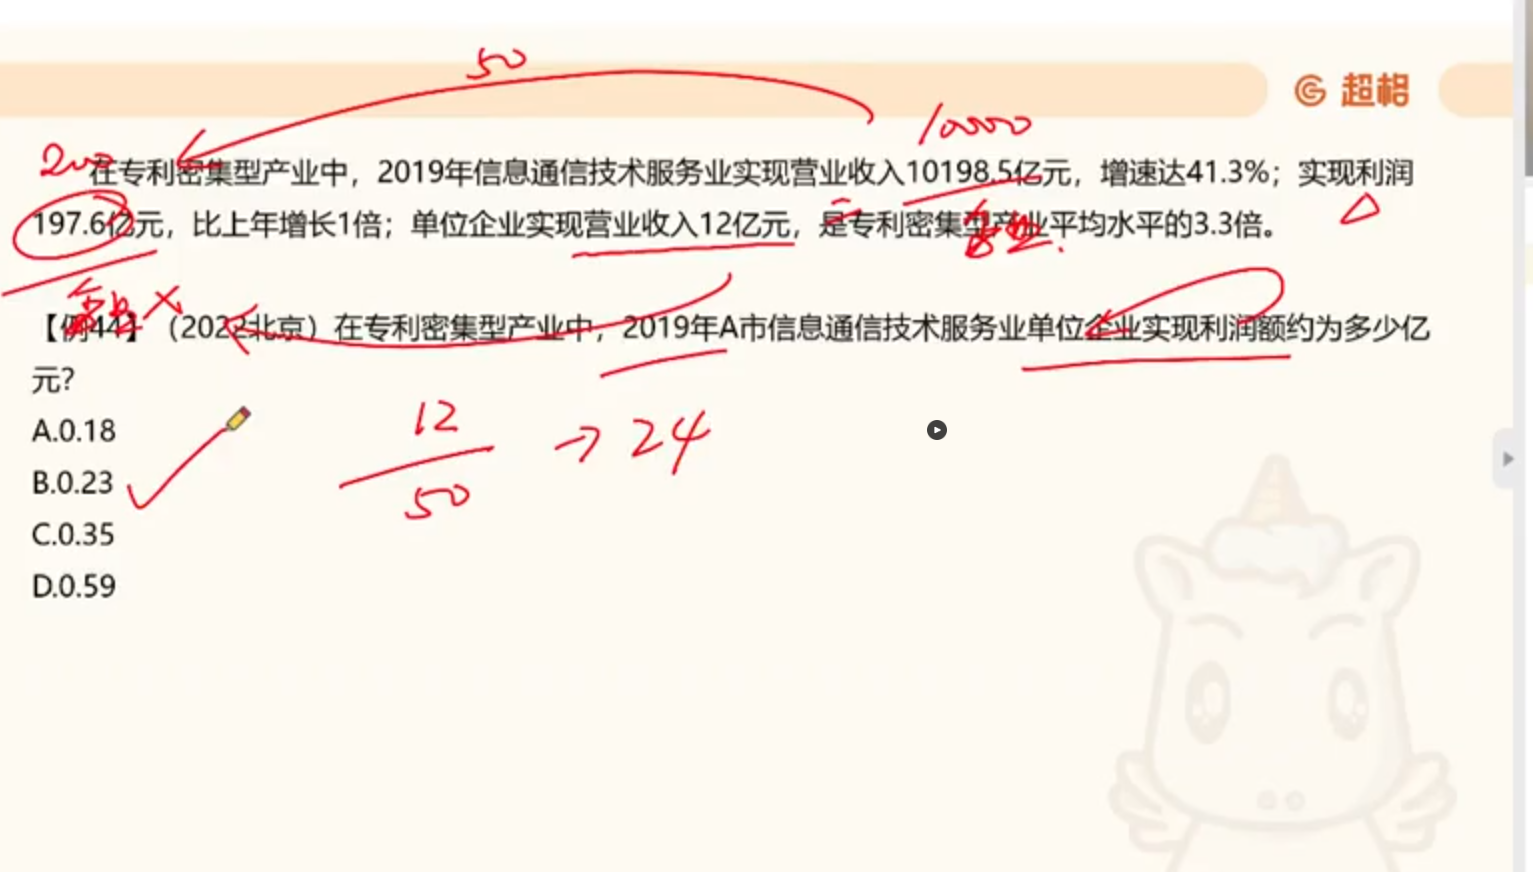 50
超格
10000
200
在专利密集型产业中，2019年信息通信技术服务业实现营业收入10198.5亿元，增速达41.3%；实现利润
197.6亿元，比上年增长1倍；单位企业实现营业收入12亿元，是专利密集型产业平均水平的3.3倍。
【例44】（2022北京）在专利密集型产业中，2019年A市信息通信技术服务业单位企业实现利润额约为多少亿
元？
A.0.18
12
50
→ 24
B.0.23
C.0.35
D.0.59